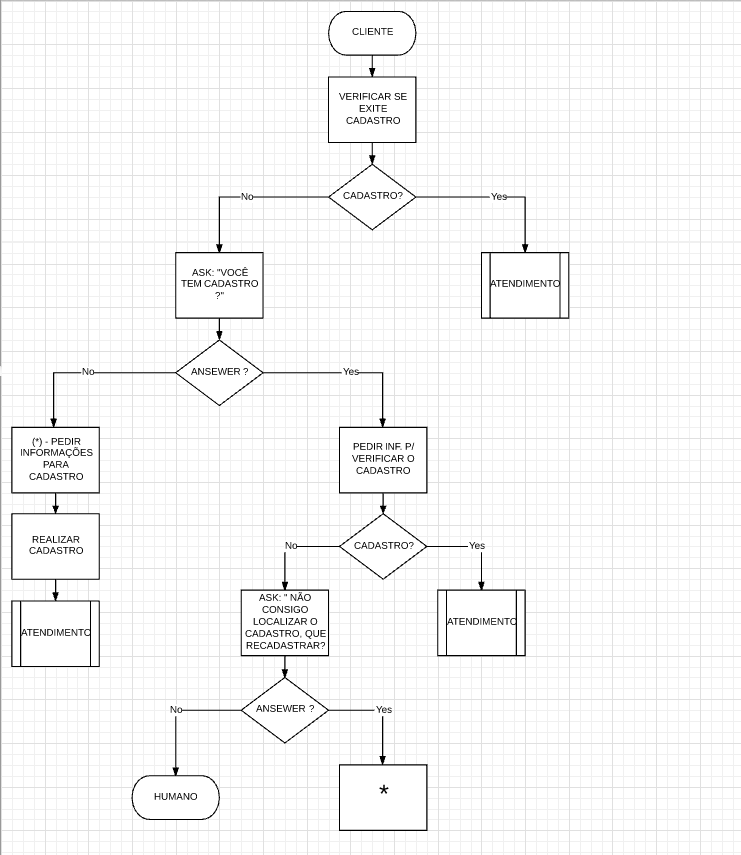 CLIENTE
VERIFICAR SE
EXITE
CADASTRO
CADASTRO?
No
Yes
ASK: "VOCÊ
TEM CADASTRO
?"
ATENDIMENTO
ANSEWER ?
No
Yes
(*) - PEDIR
INFORMAÇÕES
PARA
CADASTRO
PEDIR INF. P/
VERIFICAR O
CADASTRO
REALIZAR
CADASTRO
CADASTRO?
No
Yes
ATENDIMENTO
ASK: " NÃO
CONSIGO
LOCALIZAR O
CADASTRO, QUE
RECADASTRAR?
ATENDIMENTO
ANSEWER ?
No
Yes
HUMANO
*